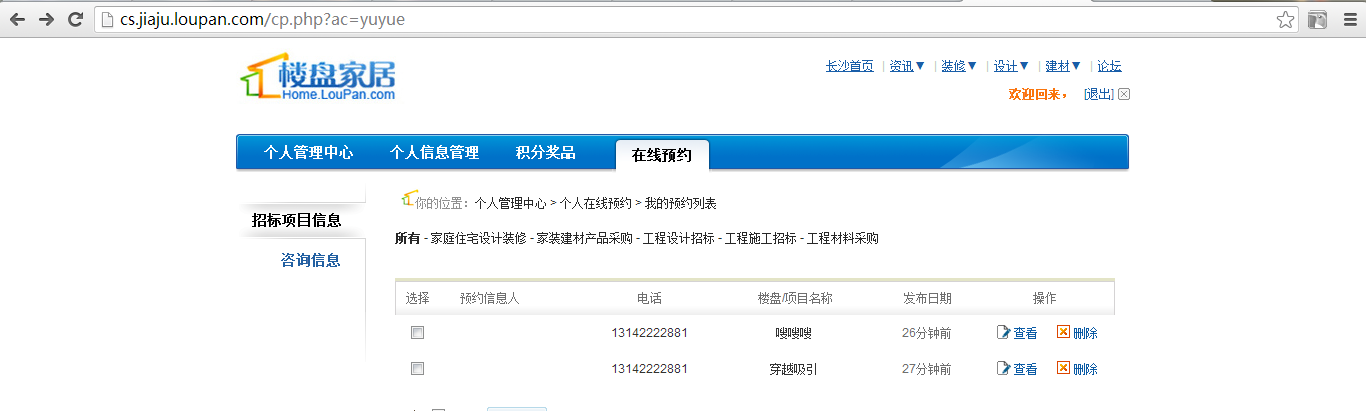 cs.jiaju.loupan.com/cp.php?ac=yuyue
楼盘家居
Home.LouPan.com
长沙首页 | 资讯▼ | 装修▼ | 设计▼ | 建材▼ | 论坛
欢迎回来， [退出]
个人管理中心 个人信息管理 积分奖品 在线预约
你的位置：个人管理中心 > 个人在线预约 > 我的预约列表
招标项目信息
咨询信息
所有 - 家庭住宅设计装修 - 家装建材产品采购 - 工程设计招标 - 工程施工招标 - 工程材料采购
选择 预约信息人 电话 楼盘/项目名称 发布日期 操作
13142222881 嗖嗖嗖 26分钟前 查看 删除
13142222881 穿越吸引 27分钟前 查看 删除